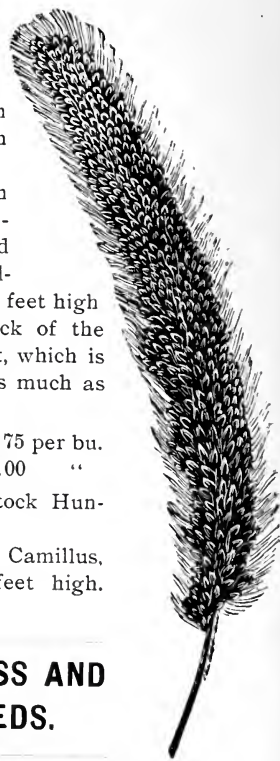 feet high
ck of the
t, which is
s much as
75 per bu.
.00 "
tock Hun-
Camillus,
feet high.
SS AND
EDS.